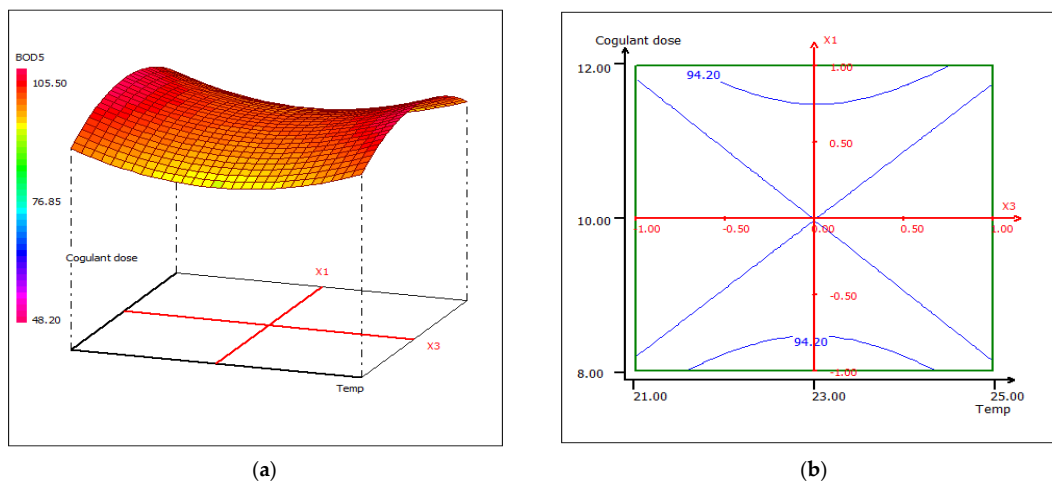 BOD5
105.50
76.85
48.20
Cogulant dose
X1
X3
Temp
(a)
Cogulant dose
X1
12.00
1.00
94.20
0.50
10.00
X3
-1.00
-0.50
0.00
0.50
1.00
-0.50
94.20
8.00
-1.00
21.00
23.00
25.00
Temp
(b)